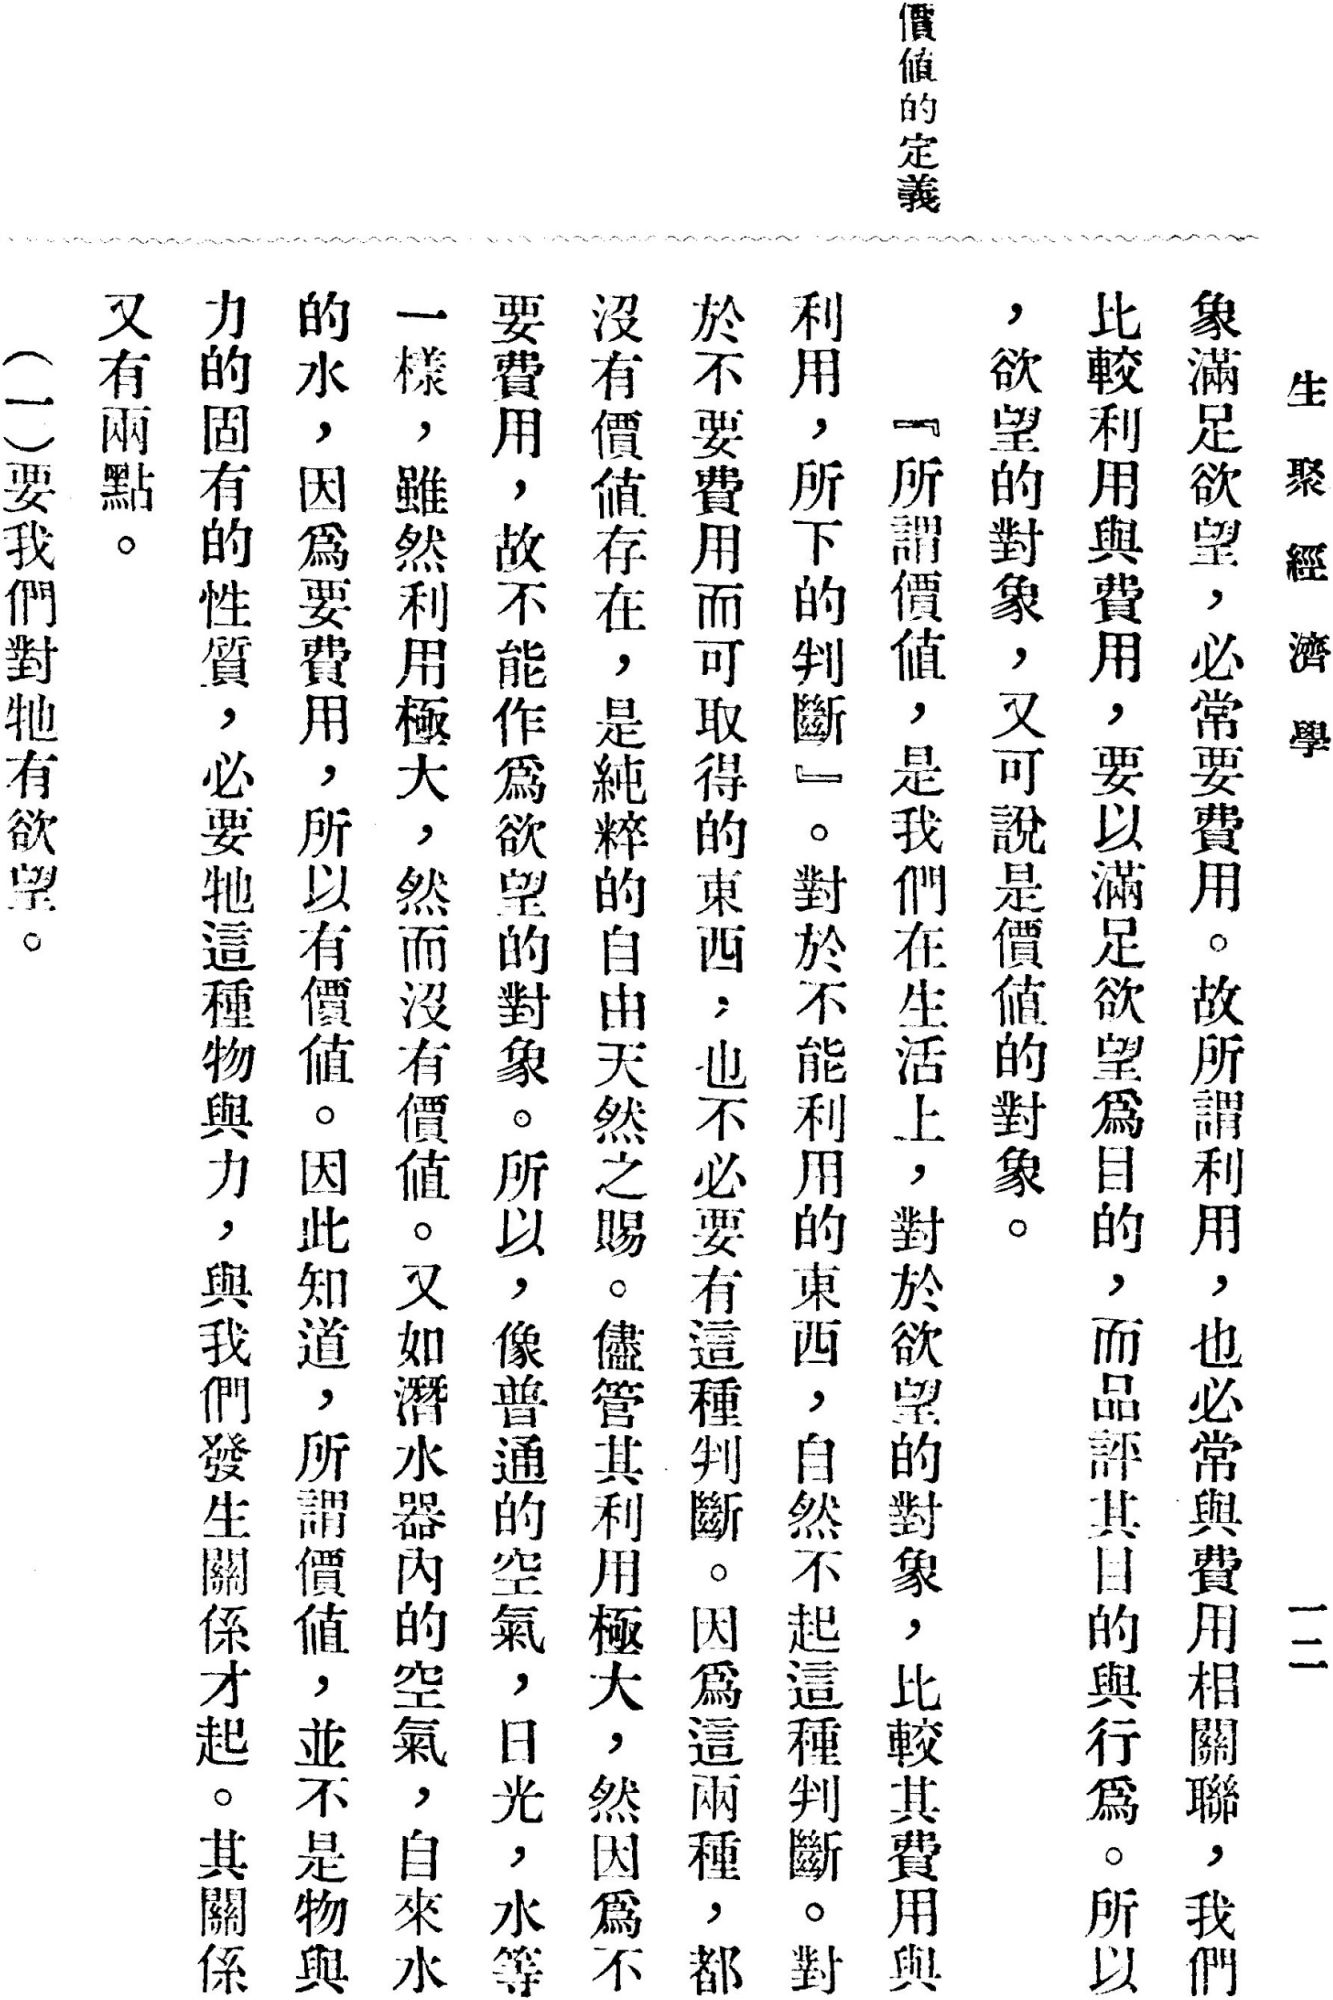 生聚經濟學
一二
象滿足欲望，必常要費用。故所謂利用，也必常與費用相關聯，我們
比較利用與費用，要以滿足欲望爲目的，而品評其目的與行爲。所以
，欲望的對象，又可說是價値的對象。
價値的定義
『所謂價値，是我們在生活上，對於欲望的對象，比較其費用與
利用，所下的判斷』。對於不能利用的東西，自然不起這種判斷。對
於不要費用而可取得的東西，也不必要有這種判斷。因爲這兩種，都
沒有價値存在，是純粹的自由天然之賜。儘管其利用極大，然因爲不
要費用，故不能作爲欲望的對象。所以，像普通的空氣，日光，水等
一樣，雖然利用極大，然而沒有價値。又如潛水器內的空氣，自來水
的水，因爲要費用，所以有價値。因此知道，所謂價値，並不是物與
力的固有的性質，必要牠這種物與力，與我們發生關係才起。其關係
又有兩點。
（一）要我們對牠有欲望。